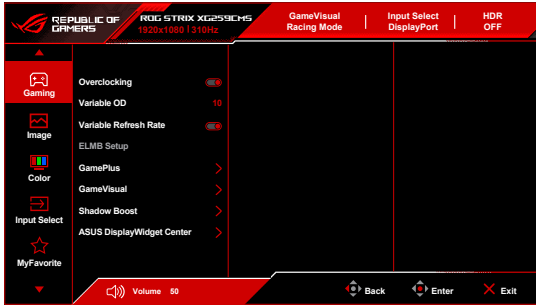 REPUBLIC OF
GAMERS
ROG STRIX XG259CMS
1920x1080 310Hz
GameVisual
Racing Mode
Input Select
DisplayPort
HDR
OFF
Gaming
Image
Color
Input Select
MyFavorite
Overclocking
Variable OD 10
Variable Refresh Rate
ELMB Setup
GamePlus
GameVisual
Shadow Boost
ASUS DisplayWidget Center
Volume 50
Back
Enter
Exit